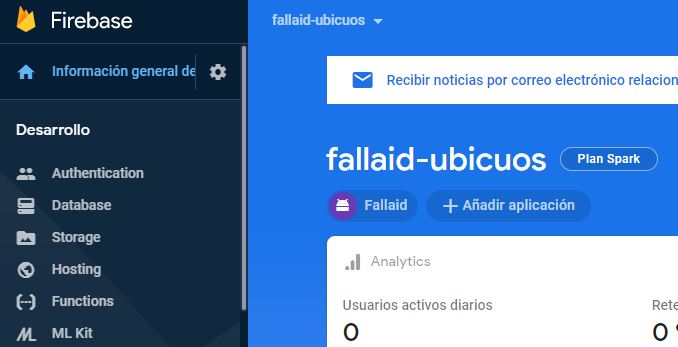 Firebase
fallaid-ubicuos
Información general de
Recibir noticias por correo electrónico relacion
Desarrollo
Authentication
Database
Storage
Hosting
Functions
ML Kit
fallaid-ubicuos
Plan Spark
Fallaid
Añadir aplicación
Analytics
Usuarios activos diarios
0
Rete
0